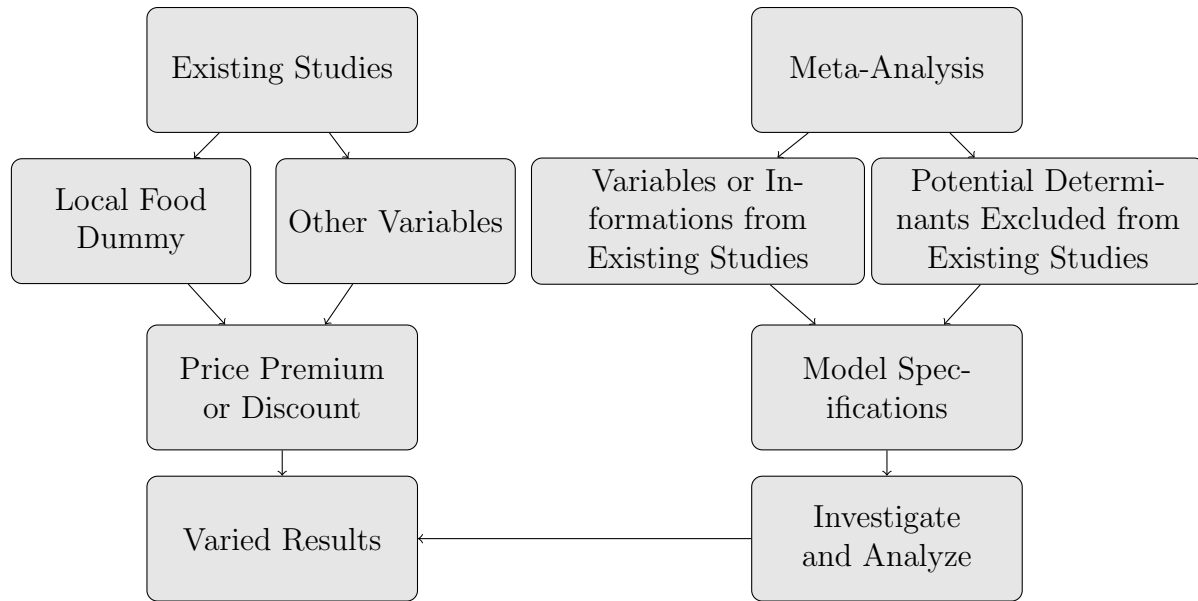 Existing Studies
Meta-Analysis
Local Food
Dummy
Other Variables
Variables or In-
formations from
Existing Studies
Potential Determi-
nants Excluded from
Existing Studies
Price Premium
or Discount
Model Spec-
ifications
Varied Results
Investigate
and Analyze